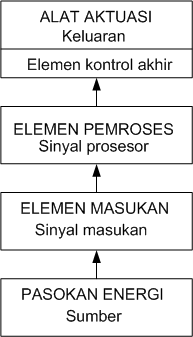 ALAT AKTUASI
Keluaran
Elemen kontrol akhir
ELEMEN PEMROSES
Sinyal prosesor
ELEMEN MASUKAN
Sinyal masukan
PASOKAN ENERGI
Sumber